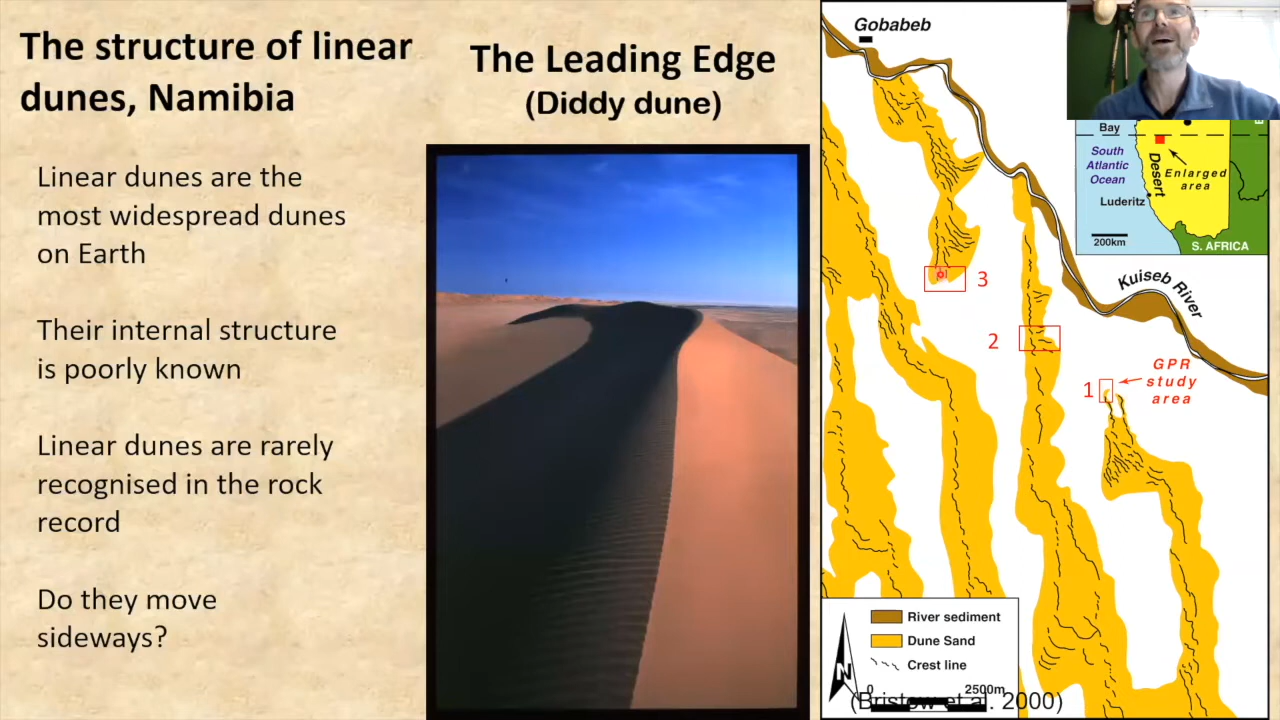 The structure of linear
dunes, Namibia
Linear dunes are the
most widespread dunes
on Earth
Their internal structure
is poorly known
Linear dunes are rarely
recognised in the rock
record
Do they move
sideways?
The Leading Edge
(Diddy dune)
Gobabeb
Bay
South
Atlantic
Ocean
Desert
Enlarged
area
Luderitz
200km
S. AFRICA
Kuiseb River
3
2
1
GPR
study
area
River sediment
Dune Sand
Crest line
N
0 2500m
(Bristow et al. 2000)